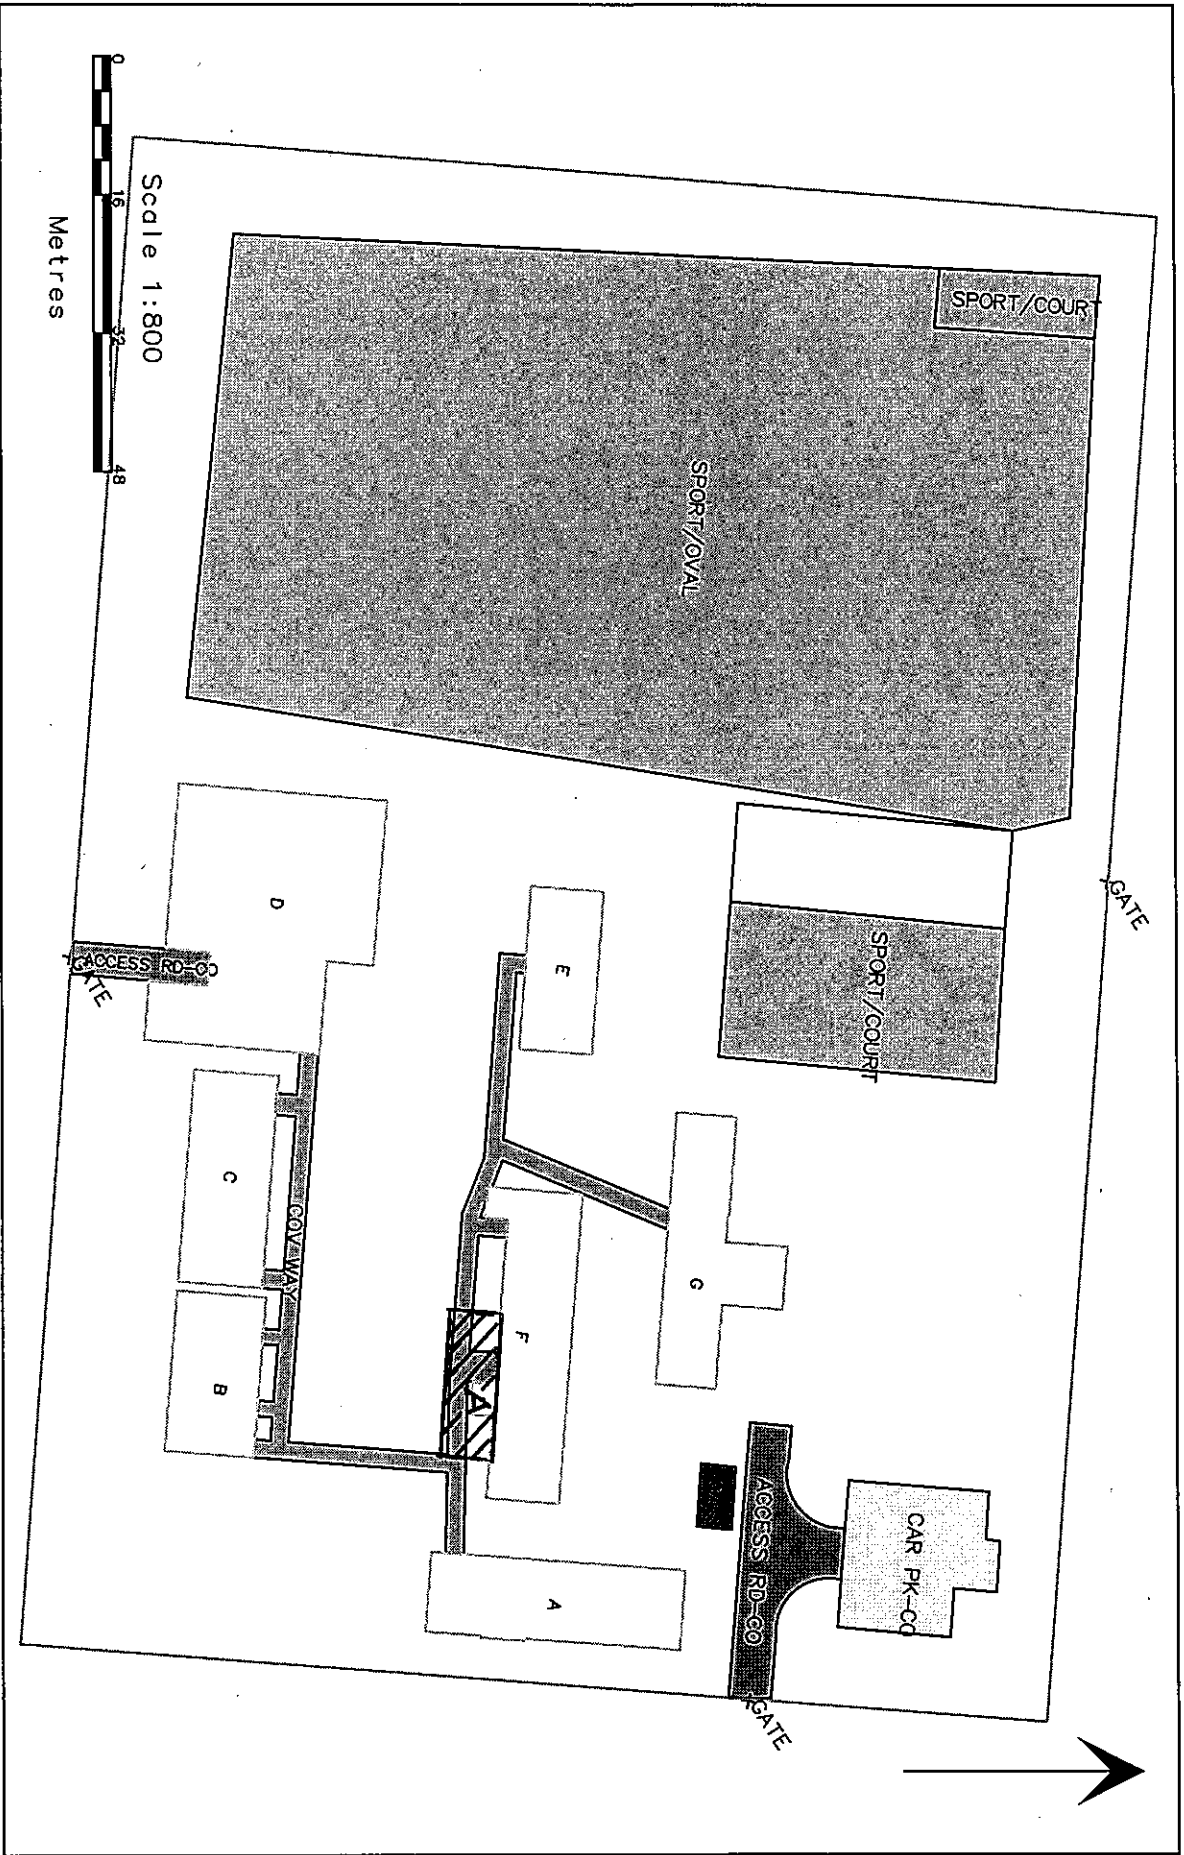 SPORT/COURT
GATE
SPORT/OVAL
SPORT/COURT
CAR PK-CO
ACCESS RD-CO
GATE
G
E
F
A
A
D
ACCESS RD-CO
GATE
C
COV WAY
B
Scale 1:800
0
16
32
48
Metres